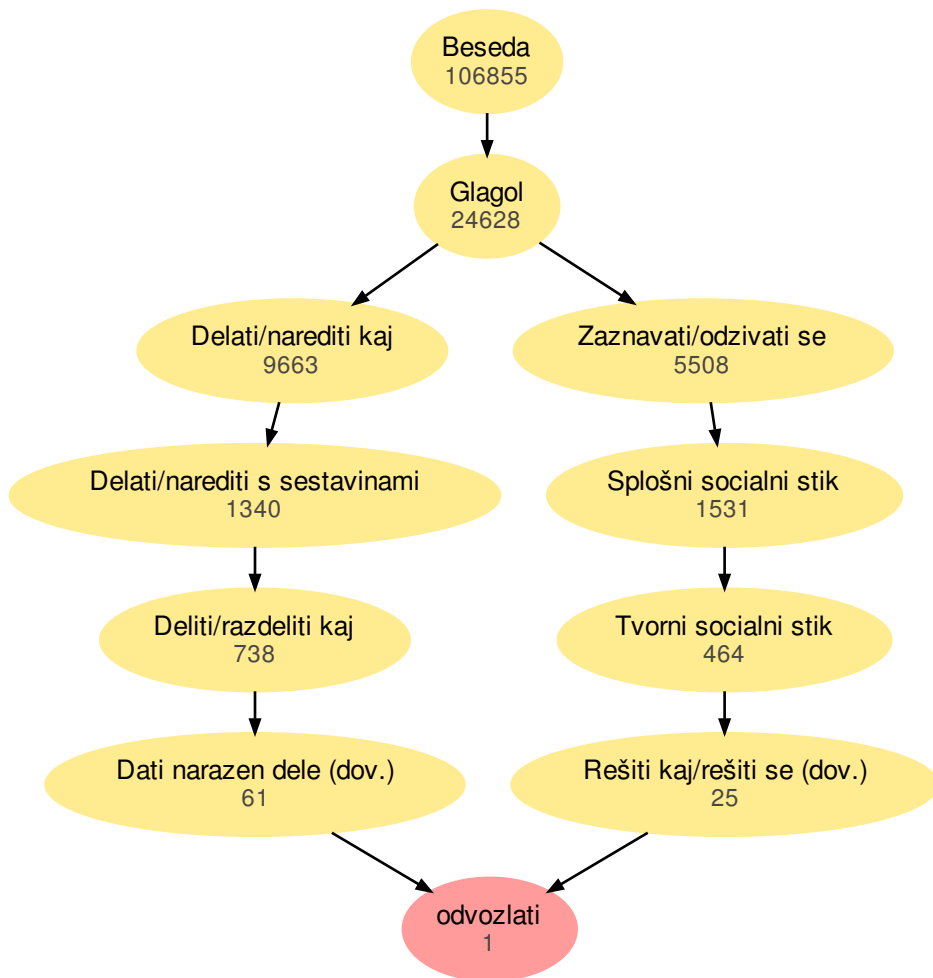 Beseda
106855
Glagol
24628
Delati/narediti kaj
9663
Zaznavati/odzivati se
5508
Delati/narediti s sestavinami
1340
Splošni socialni stik
1531
Deliti/razdeliti kaj
738
Tvorni socialni stik
464
Dati narazen dele (dov.)
61
Rešiti kaj/rešiti se (dov.)
25
odvozlati
1